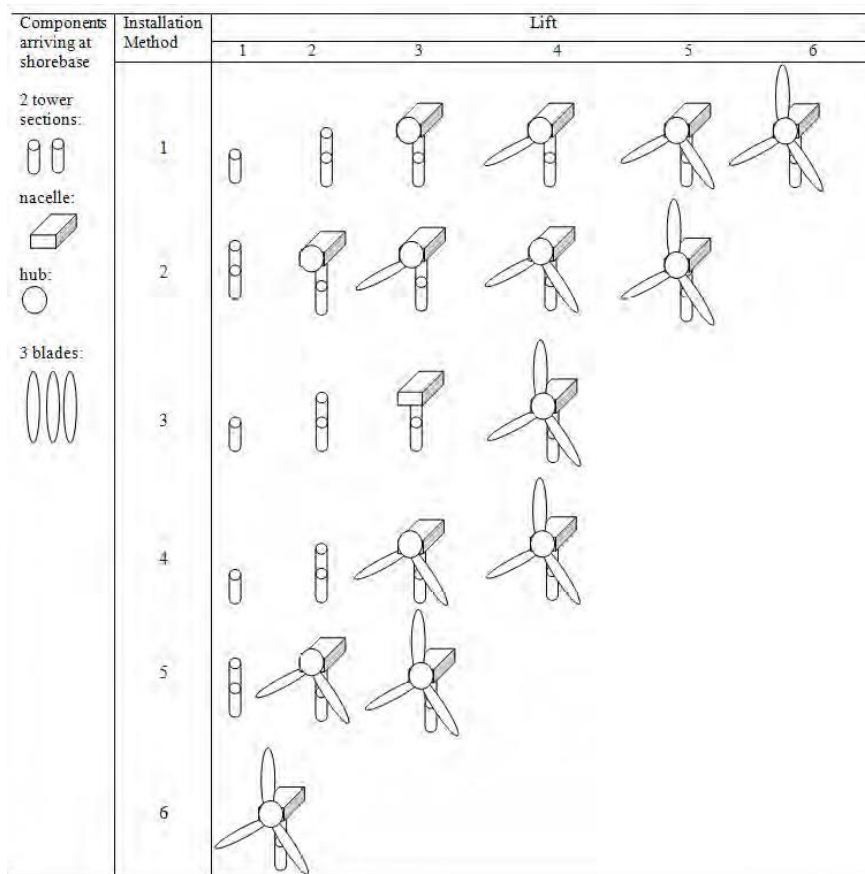 Components arriving at shorebase
Installation Method
Lift
1 2 3 4 5 6
2 tower sections:
nacelle:
hub:
3 blades:
1
2
3
4
5
6